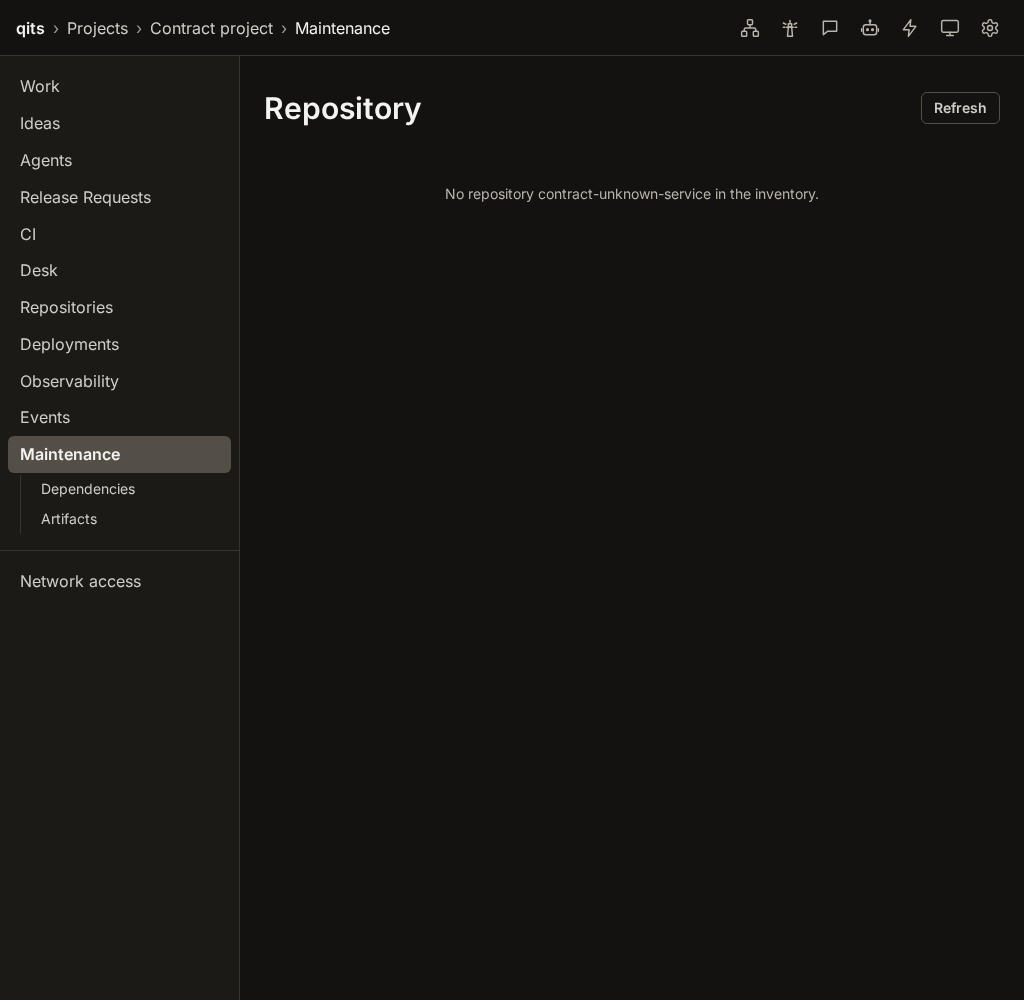 qits › Projects › Contract project › Maintenance
Work
Ideas
Agents
Release Requests
CI
Desk
Repositories
Deployments
Observability
Events
Maintenance
Dependencies
Artifacts
Network access
Repository
Refresh
No repository contract-unknown-service in the inventory.